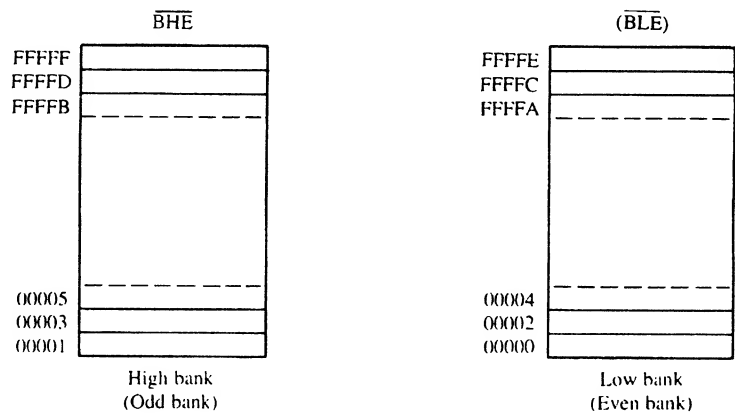 BHE
FFFFF
FFFFD
FFFFB
00005
00003
00001
High bank
(Odd bank)
(BLE)
FFFFE
FFFFC
FFFFA
00004
00002
00000
Low bank
(Even bank)